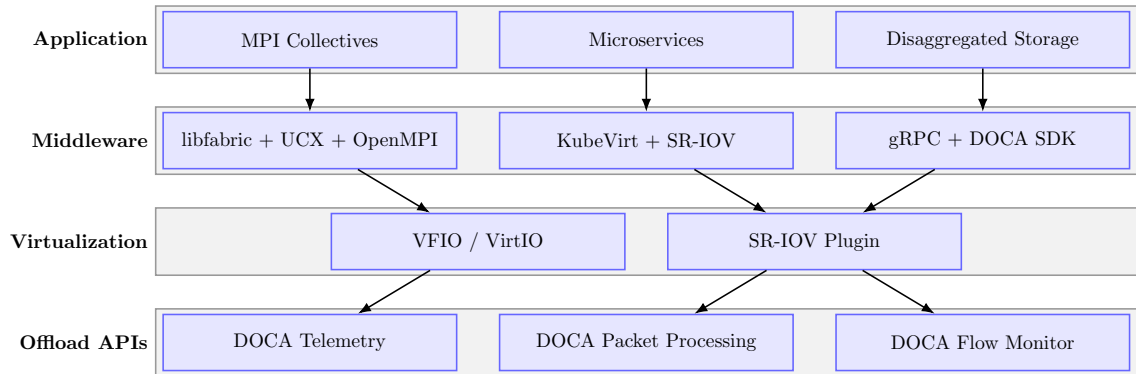 Application
MPI Collectives
Microservices
Disaggregated Storage
Middleware
libfabric + UCX + OpenMPI
KubeVirt + SR-IOV
gRPC + DOCA SDK
Virtualization
VFIO / VirtIO
SR-IOV Plugin
Offload APIs
DOCA Telemetry
DOCA Packet Processing
DOCA Flow Monitor